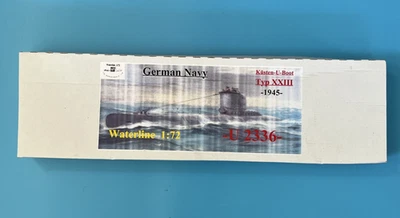 German Navy
Küsten-U-Boot
Typ XXIII
-1945-
Waterline 1:72
-U 2336-